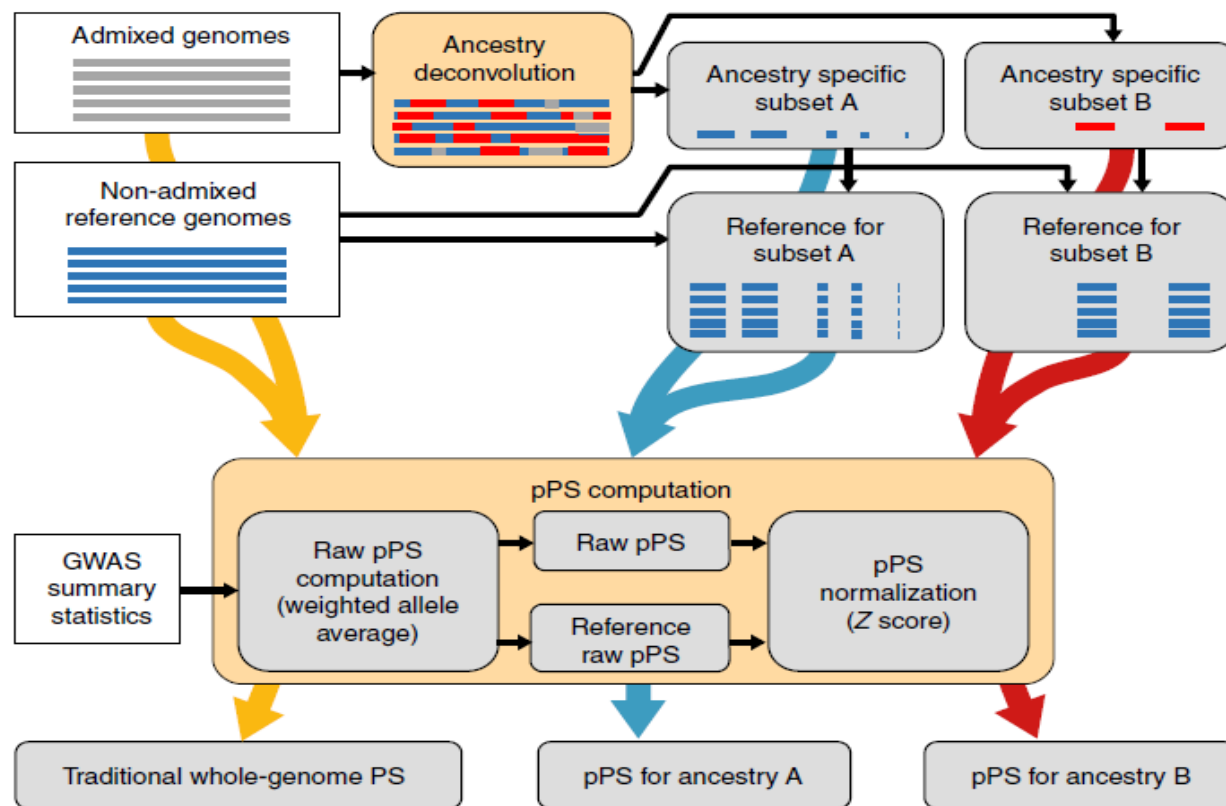 Admixed genomes
Ancestry
deconvolution
Ancestry specific
subset A
Ancestry specific
subset B
Non-admixed
reference genomes
Reference for
subset A
Reference for
subset B
pPS computation
GWAS
summary
statistics
Raw pPS
computation
(weighted allele
average)
Raw pPS
Reference
raw pPS
pPS
normalization
(Z score)
Traditional whole-genome PS
pPS for ancestry A
pPS for ancestry B